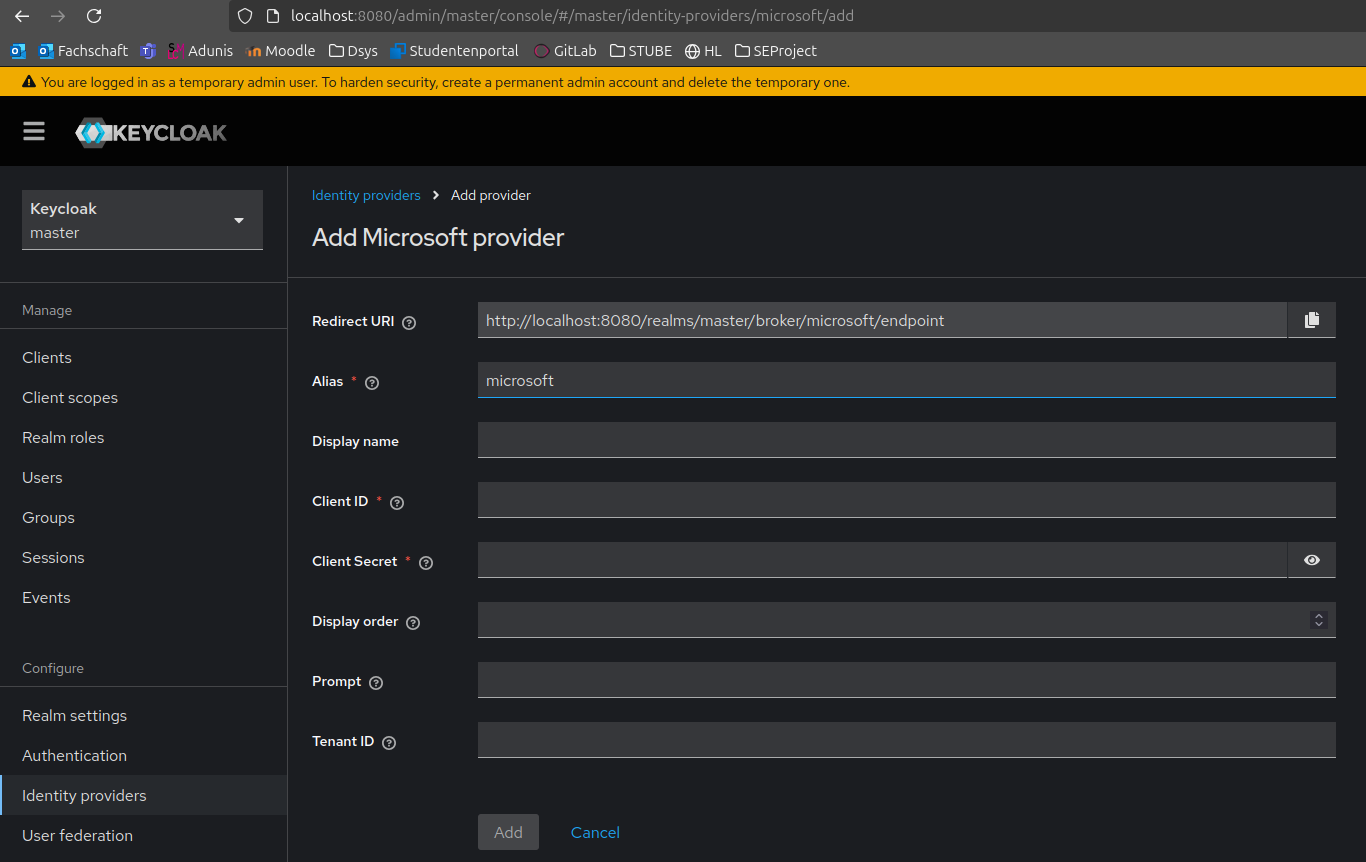 localhost:8080/admin/master/console/#/master/identity-providers/microsoft/add
Fachschaft Adunis Moodle Dsys Studentenportal GitLab STUBE HL SEProject
You are logged in as a temporary admin user. To harden security, create a permanent admin account and delete the temporary one.
KEYCLOAK
Keycloak
master
Manage
Clients
Client scopes
Realm roles
Users
Groups
Sessions
Events
Configure
Realm settings
Authentication
Identity providers
User federation
Identity providers > Add provider
Add Microsoft provider
Redirect URI http://localhost:8080/realms/master/broker/microsoft/endpoint
Alias * microsoft
Display name
Client ID *
Client Secret *
Display order
Prompt
Tenant ID
Add Cancel